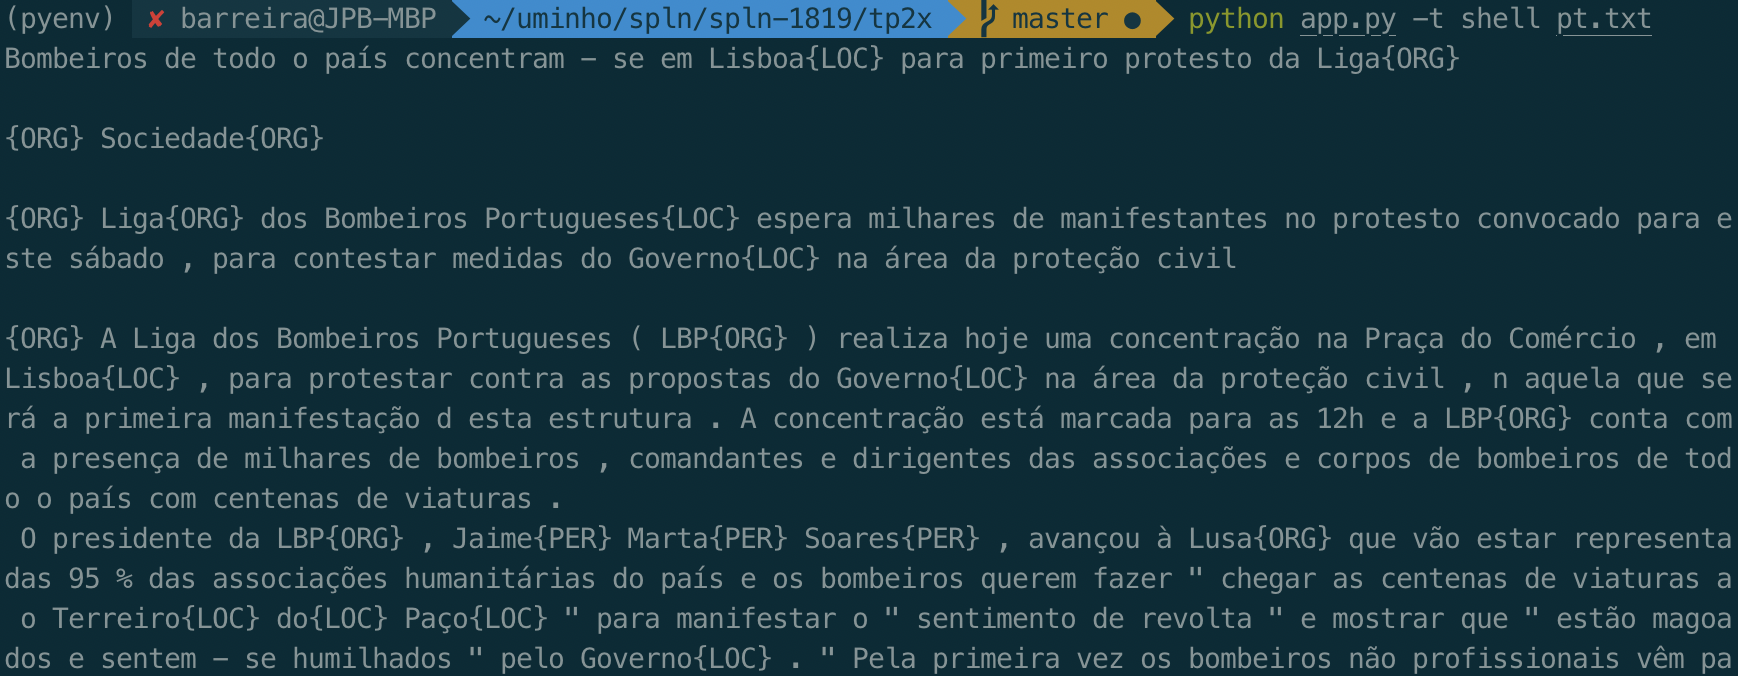 (pyenv) ✘ barreira@JPB-MBP ~/uminho/spln/spln-1819/tp2x master ● python app.py -t shell pt.txt
Bombeiros de todo o país concentram - se em Lisboa{LOC} para primeiro protesto da Liga{ORG}
{ORG} Sociedade{ORG}
{ORG} Liga{ORG} dos Bombeiros Portugueses{LOC} espera milhares de manifestantes no protesto convocado para e
ste sábado , para contestar medidas do Governo{LOC} na área da proteção civil
{ORG} A Liga dos Bombeiros Portugueses ( LBP{ORG} ) realiza hoje uma concentração na Praça do Comércio , em
Lisboa{LOC} , para protestar contra as propostas do Governo{LOC} na área da proteção civil , n aquela que se
rá a primeira manifestação d esta estrutura . A concentração está marcada para as 12h e a LBP{ORG} conta com
a presença de milhares de bombeiros , comandantes e dirigentes das associações e corpos de bombeiros de tod
o o país com centenas de viaturas .
O presidente da LBP{ORG} , Jaime{PER} Marta{PER} Soares{PER} , avançou à Lusa{ORG} que vão estar representa
das 95 % das associações humanitárias do país e os bombeiros querem fazer " chegar as centenas de viaturas a
o Terreiro{LOC} do{LOC} Paço{LOC} " para manifestar o " sentimento de revolta " e mostrar que " estão magoa
dos e sentem - se humilhados " pelo Governo{LOC} . " Pela primeira vez os bombeiros não profissionais vêm pa